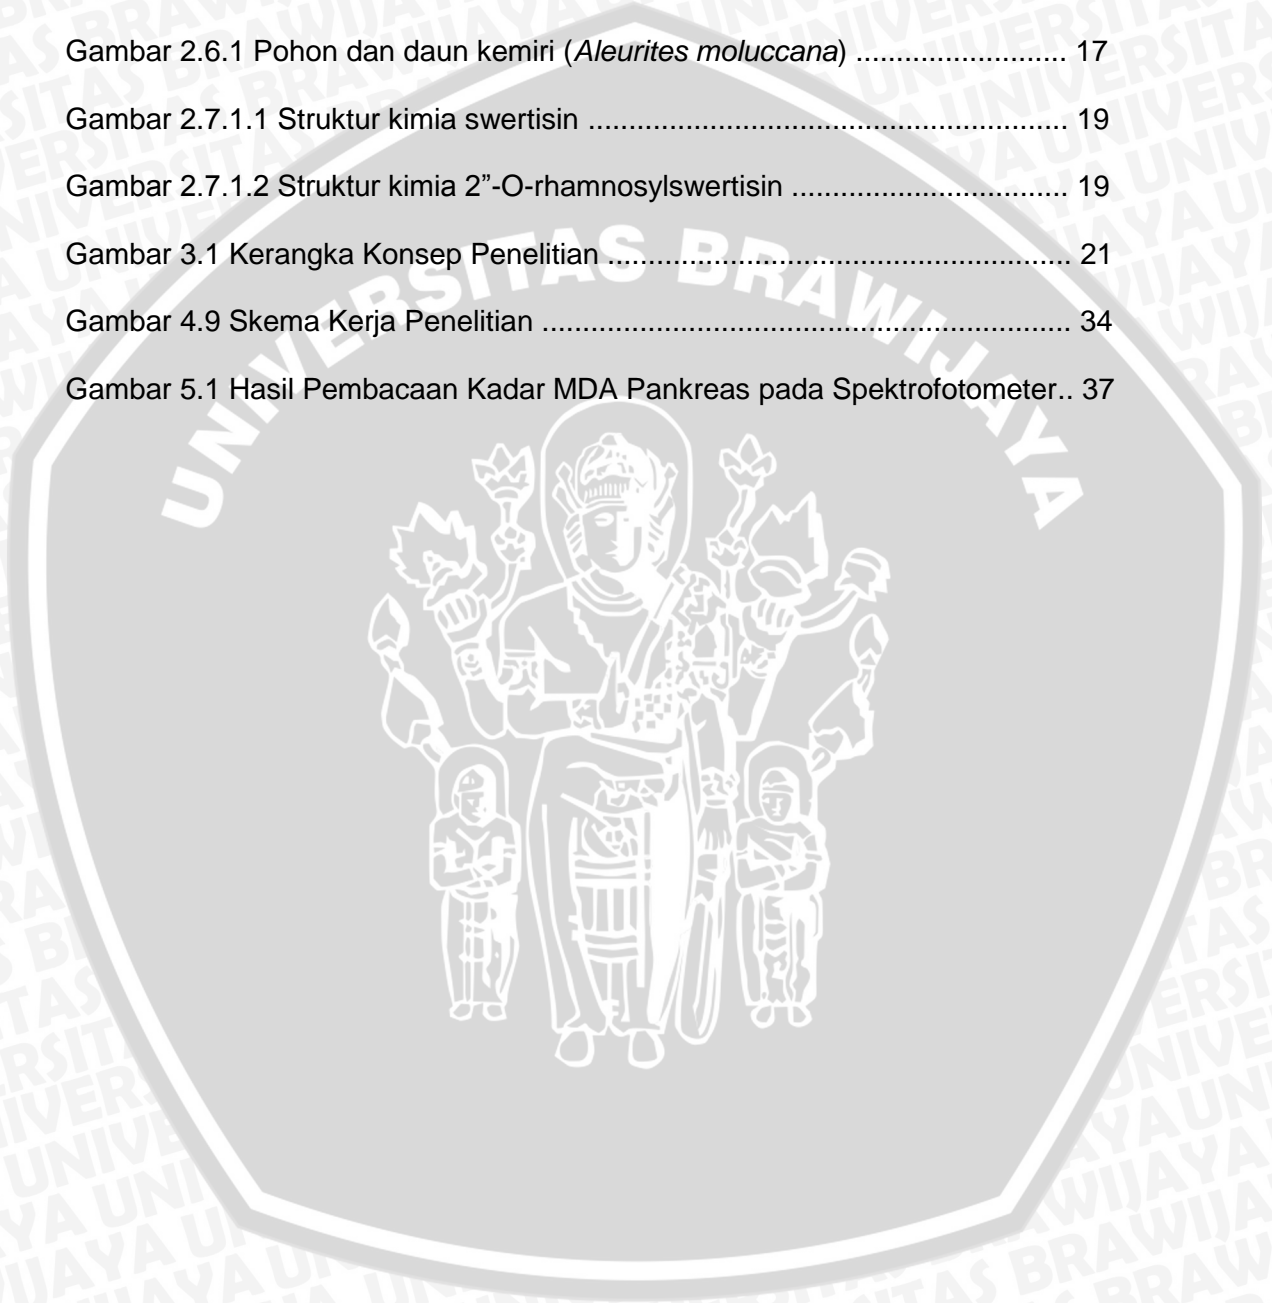 Gambar 2.6.1 Pohon dan daun kemiri (Aleurites moluccana) .......................... 17
Gambar 2.7.1.1 Struktur kimia swertisin ........................................................... 19
Gambar 2.7.1.2 Struktur kimia 2”-O-rhamnosylswertisin .................................. 19
Gambar 3.1 Kerangka Konsep Penelitian ......................................................... 21
Gambar 4.9 Skema Kerja Penelitian ................................................................. 34
Gambar 5.1 Hasil Pembacaan Kadar MDA Pankreas pada Spektrofotometer.. 37
UNIVERSITAS BRAWIJAYA